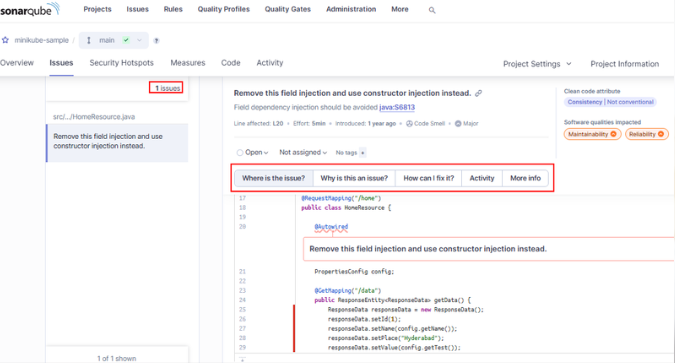 sonarqube Projects Issues Rules Quality Profiles Quality Gates Administration More
minikube-sample / main ?
Overview Issues Security Hotspots Measures Code Activity Project Settings Project Information
1 issues
src/.../HomeResource.java
Remove this field injection and use
constructor injection instead.
1 of 1 shown
Remove this field injection and use constructor injection instead.
Field dependency injection should be avoided java:S6813
Line affected: L20 • Effort: 5min • Introduced: 1 year ago • Code Smell • Major
Clean code attribute
Consistency | Not conventional
Software qualities impacted
Maintainability Reliability
Open Not assigned No tags +
Where is the issue? Why is this an issue? How can I fix it? Activity More info
17 @RequestMapping("/home")
18 public class HomeResource {
19
20 @Autowired
Remove this field injection and use constructor injection instead.
21 PropertiesConfig config;
22
23 @GetMapping("/data")
24 public ResponseEntity<ResponseData> getData() {
25 ResponseData responseData = new ResponseData();
26 responseData.setId(1);
27 responseData.setName(config.getName());
28 responseData.setPlace("Hyderabad");
29 responseData.setValue(config.getTest());